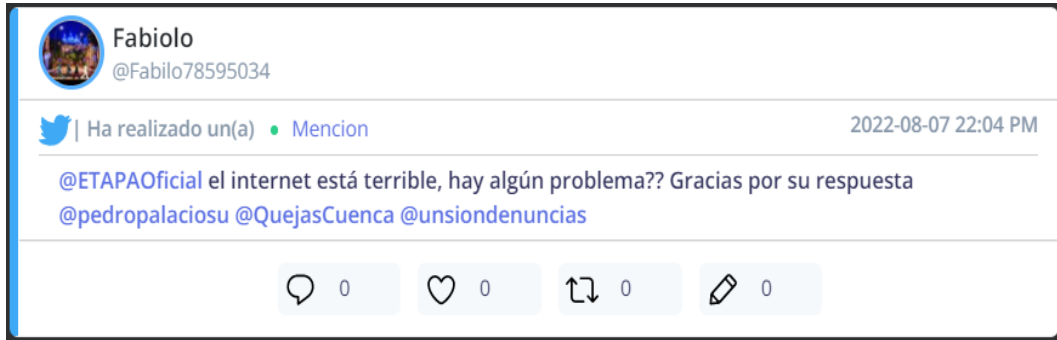 Fabiolo
@Fabilo78595034
| Ha realizado un(a) • Mencion 2022-08-07 22:04 PM
@ETAPAOficial el internet está terrible, hay algún problema?? Gracias por su respuesta
@pedropalaciosu @QuejasCuenca @unsiondenuncias
0 0 0 0